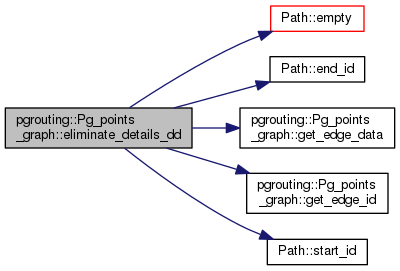 Path::empty
Path::end_id
pgrouting::Pg_points
_graph::eliminate_details_dd
pgrouting::Pg_points
_graph::get_edge_data
pgrouting::Pg_points
_graph::get_edge_id
Path::start_id